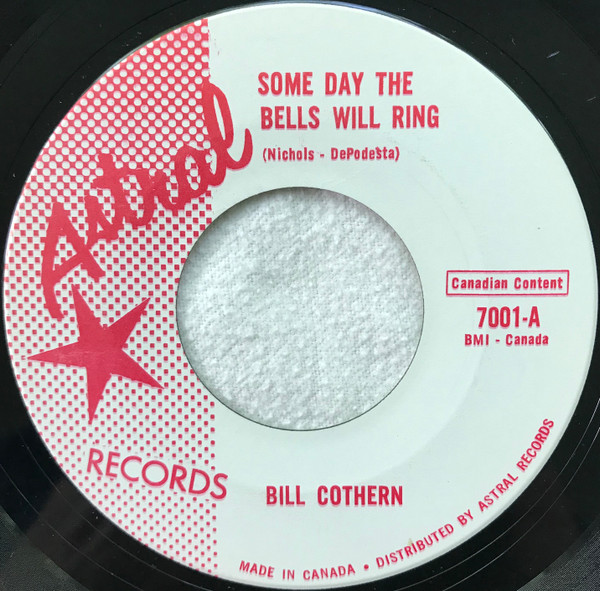 SOME DAY THE
BELLS WILL RING
(Nichols - DePodesta)
Astral
RECORDS
Canadian Content
7001-A
BMI - Canada
BILL COTHERN
MADE IN CANADA • DISTRIBUTED BY ASTRAL RECORDS